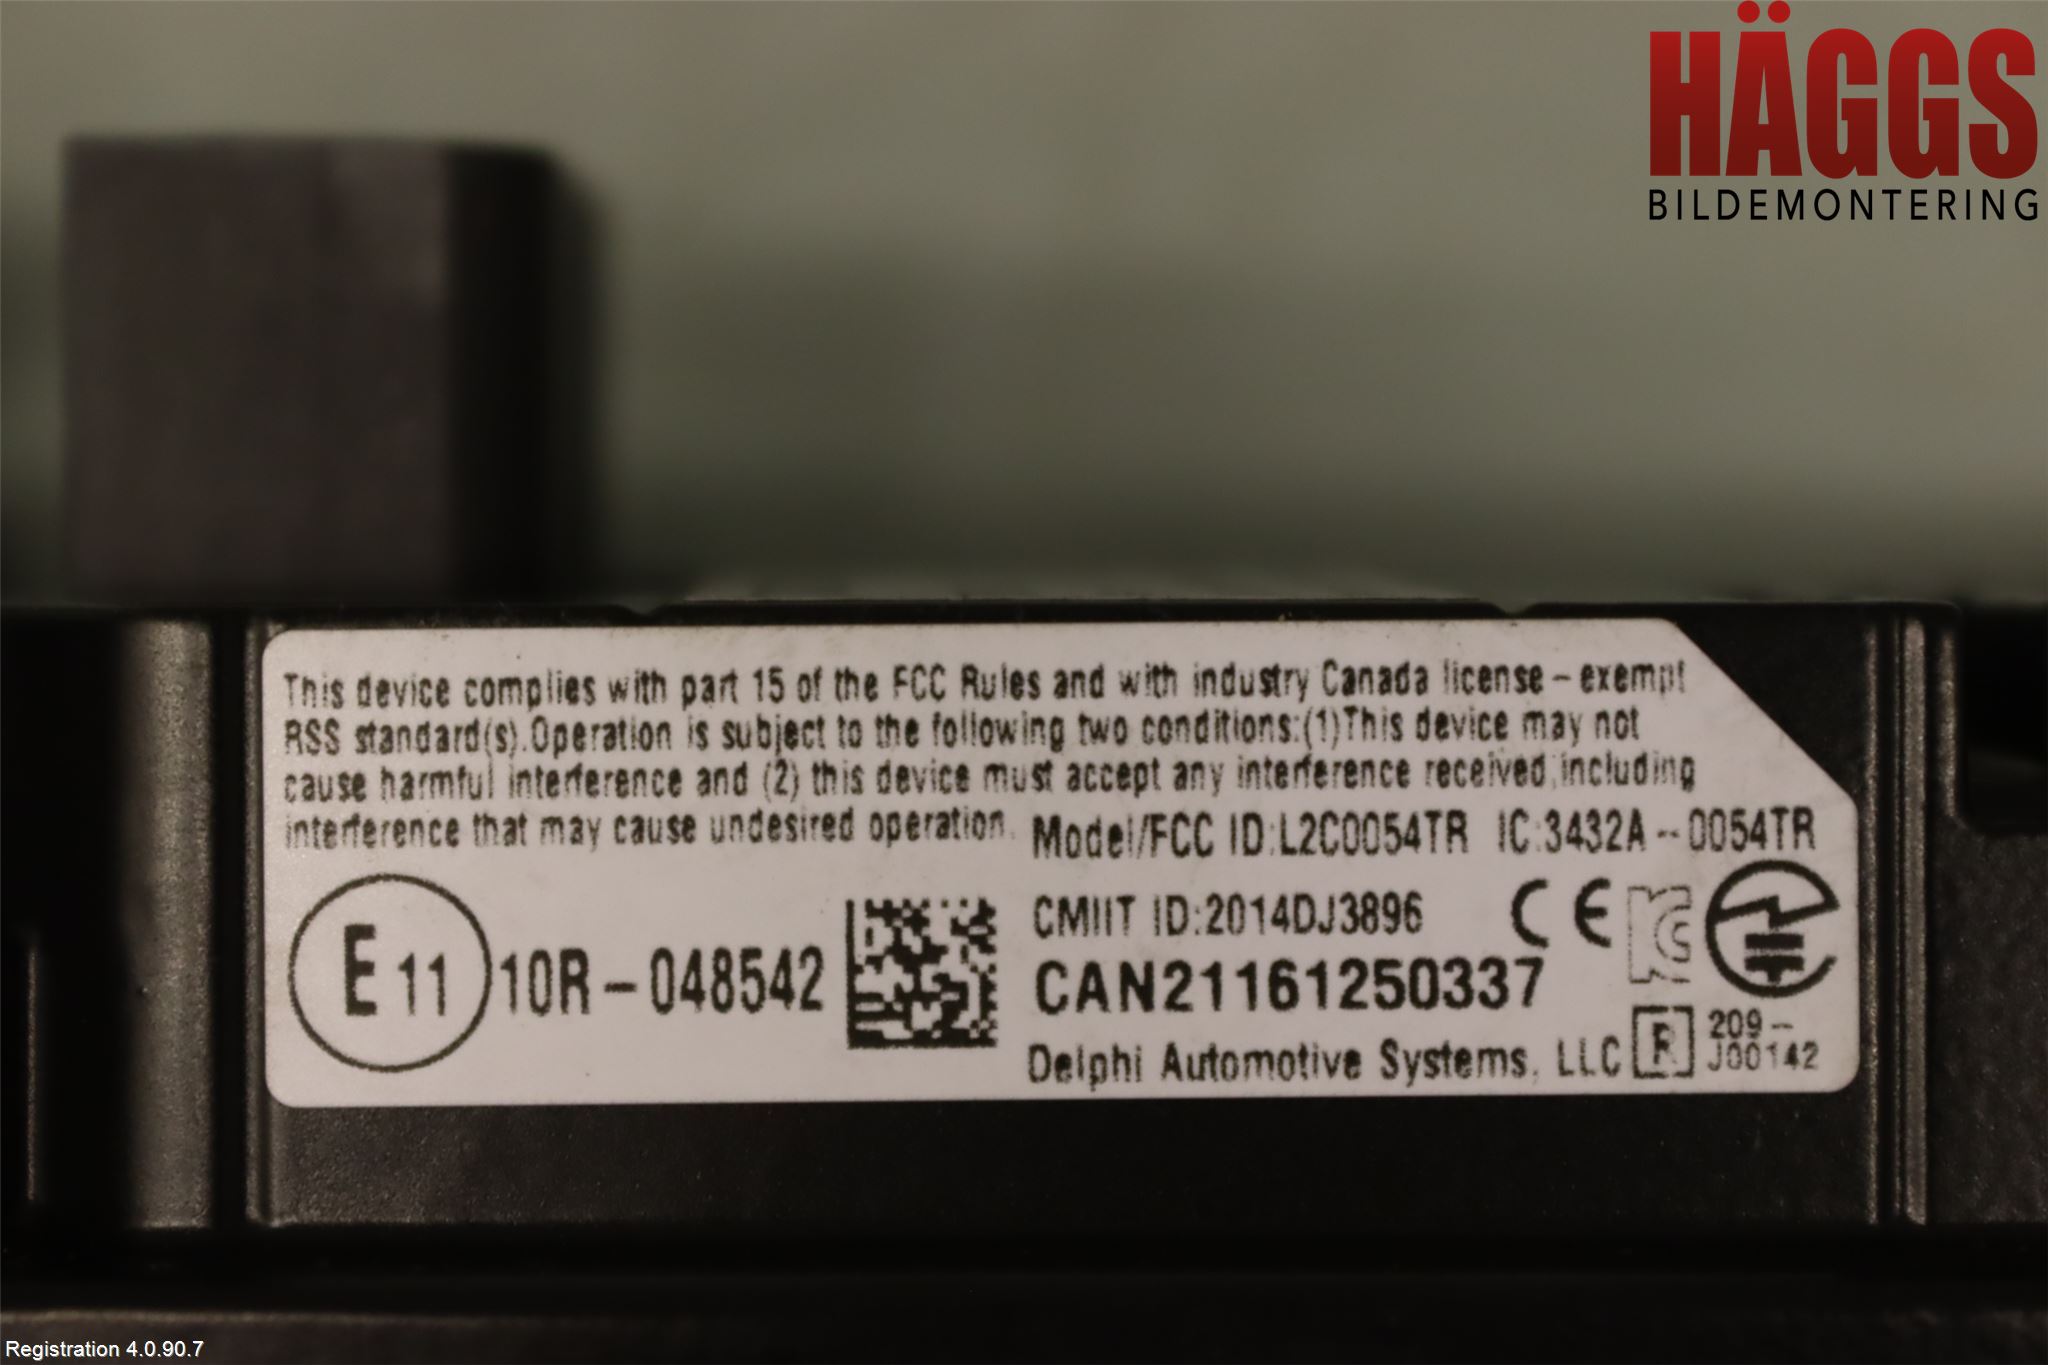 HÄGGS
BILDEMONTERING
This device complies with part 15 of the FCC Rules and with industry Canada license-exempt
RSS standard(s).Operation is subject to the following two conditions:(1)This device may not
cause harmful interference and (2) this device must accept any interference received,including
interference that may cause undesired operation.
Model/FCC ID:L2C0054TR IC:3432A-0054TR
E11 10R-048542
CMIIT ID:2014DJ3896
CE
CAN21161250337
Delphi Automotive Systems, LLC
R 209-
J00142
Registration 4.0.90.7